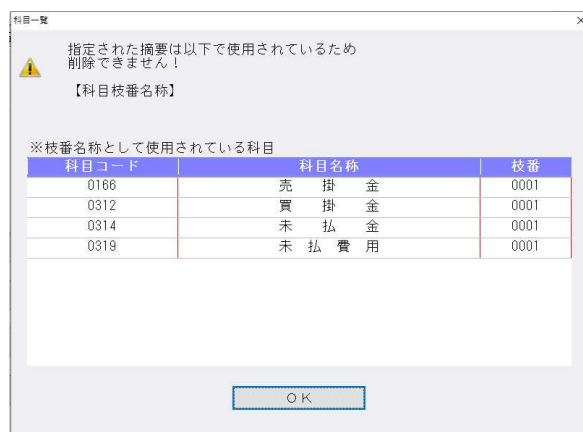 科目一覧
指定された摘要は以下で使用されているため
削除できません！
【科目枝番名称】
※枝番名称として使用されている科目
科目コード 科目名称 枝番
0166 売掛金 0001
0312 買掛金 0001
0314 未払金 0001
0319 未払費用 0001
ＯＫ